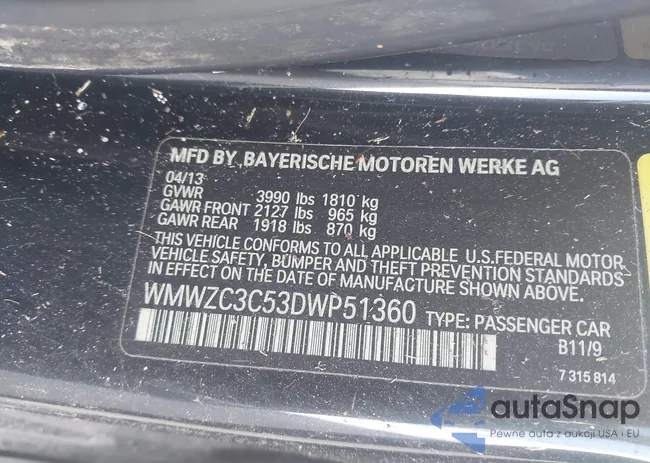 MFD BY BAYERISCHE MOTOREN WERKE AG
04/13
GVWR 3990 lbs 1810 kg
GAWR FRONT 2127 lbs 965 kg
GAWR REAR 1918 lbs 870 kg
THIS VEHICLE CONFORMS TO ALL APPLICABLE U.S.FEDERAL MOTOR
VEHICLE SAFETY, BUMPER AND THEFT PREVENTION STANDARDS
IN EFFECT ON THE DATE OF MANUFACTURE SHOWN ABOVE.
WMWZC3C53DWP51360 TYPE: PASSENGER CAR
B11/9
7 315 814
autaSnap
Pewne auta z aukcji USA i EU